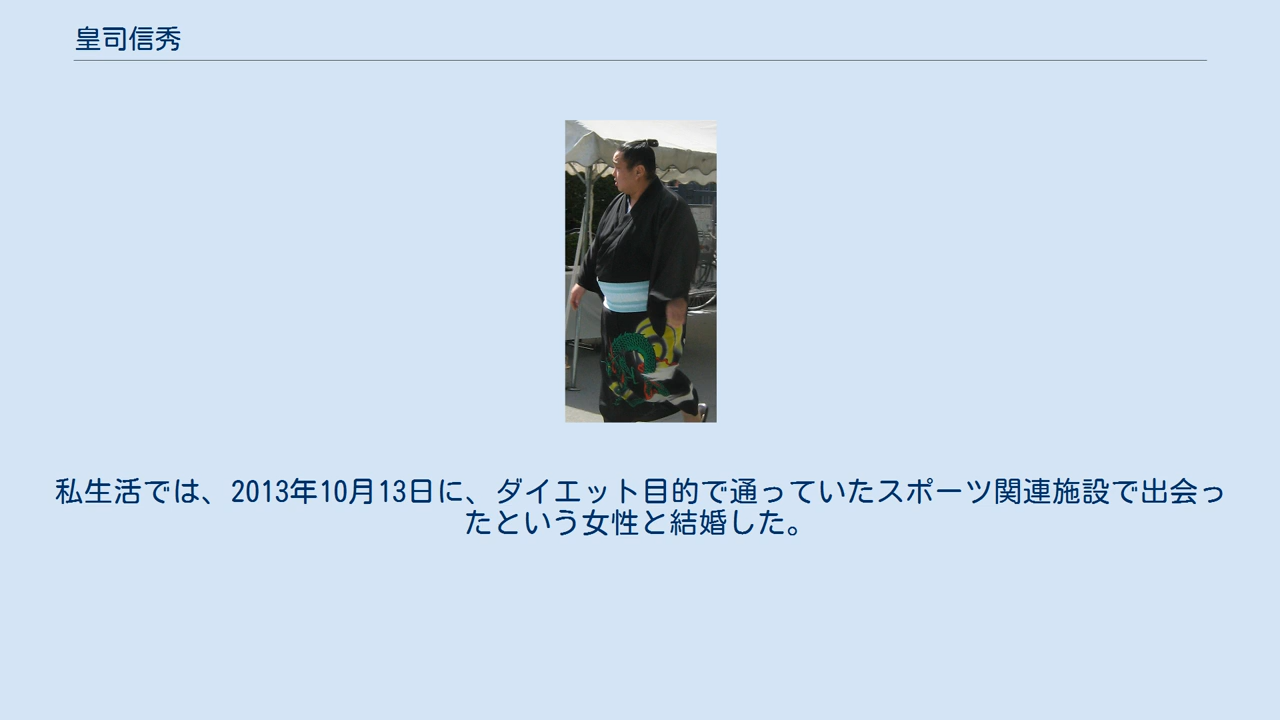 皇司信秀
私生活では、2013年10月13日に、ダイエット目的で通っていたスポーツ関連施設で出会っ
たという女性と結婚した。